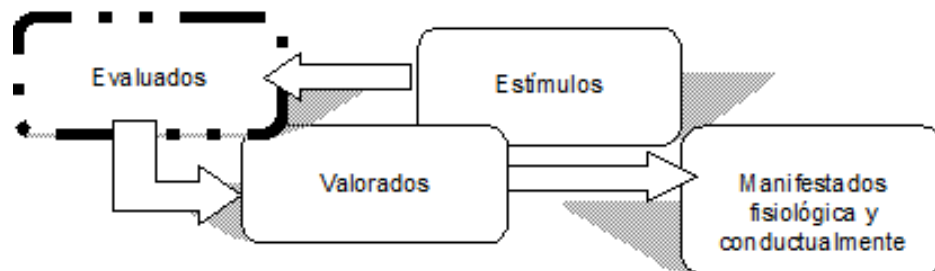 Evaluados
Estímulos
Valorados
Manifestados
fisiológica y
conductualmente